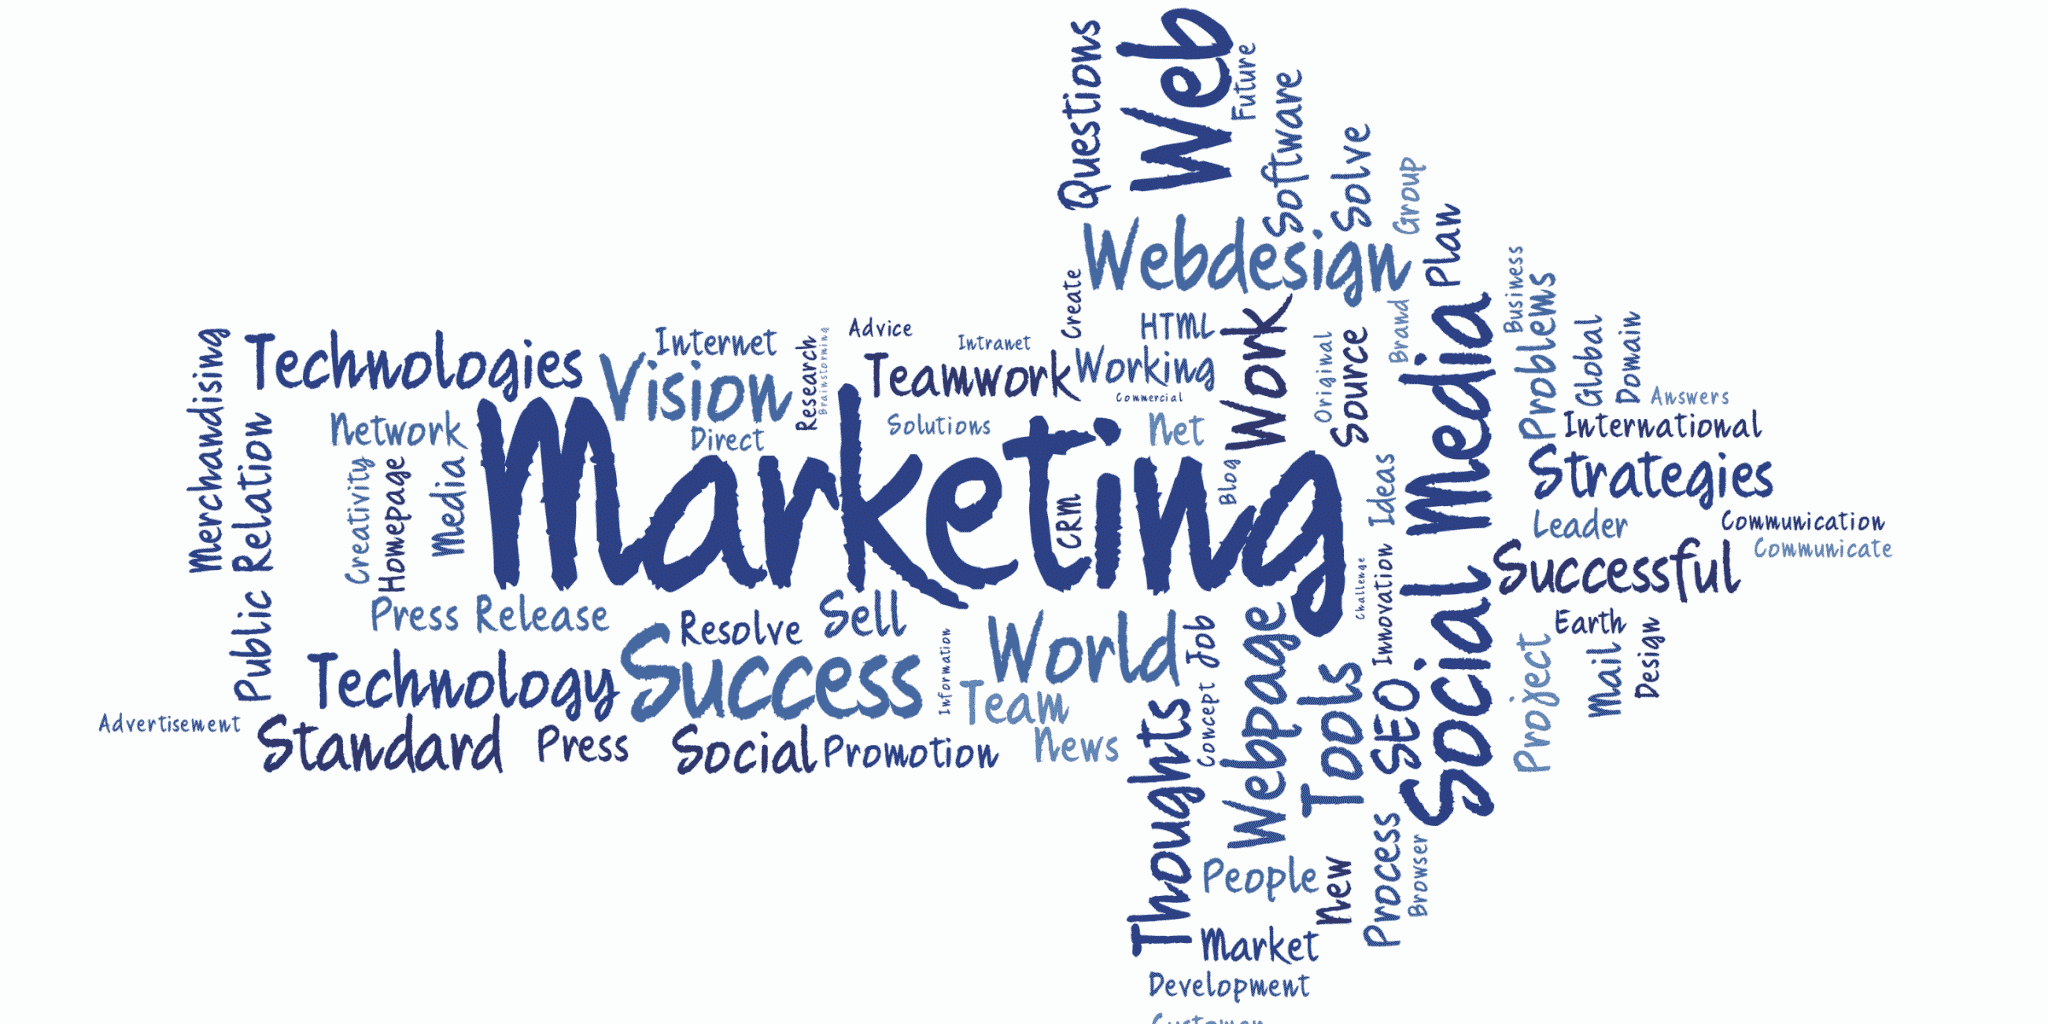 Questions
Web
Future
Software
Solve
Group
Plan
Webdesign
Create
HTML
Working
Commercial
Work
Original
Source
Brand
Business
Problems
Global
Domain
Answers
International
Strategies
Leader
Communication
Communicate
Successful
Earth
Mail
Design
Project
Social Media
Merchandising
Technologies
Internet
Vision
Research
Brainstorming
Advice
Intranet
Teamwork
Solutions
Net
Blog
Ideas
Public Relation
Network
Creativity
Homepage
Media
Direct
Marketing
CRM
Challenge
Innovation
Press Release
Resolve
Sell
Technology
Success
Information
World
Team
Job
Concept
Webpage
Tools
SEO
Advertisement
Standard
Press
Social
Promotion
News
Thoughts
People
New
Process
Browser
Market
Development
Customer